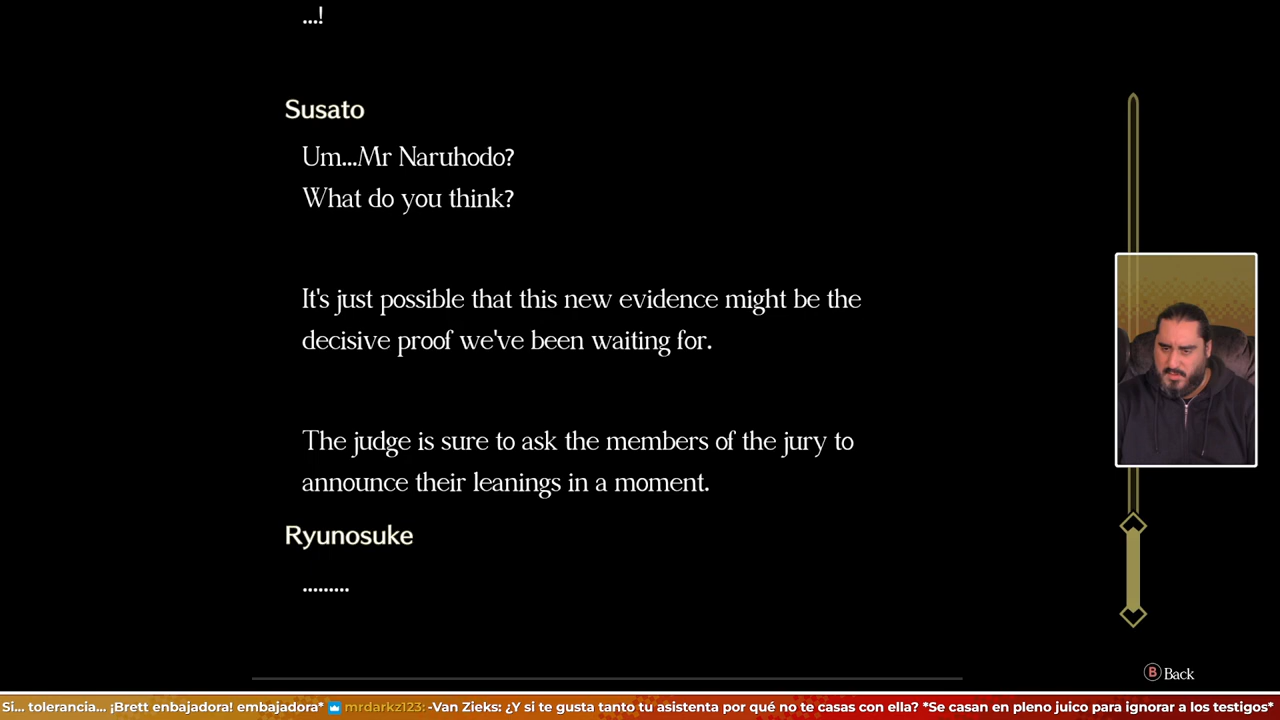 ...!
Susato
Um...Mr Naruhodo?
What do you think?
It's just possible that this new evidence might be the
decisive proof we've been waiting for.
The judge is sure to ask the members of the jury to
announce their leanings in a moment.
Ryunosuke
.........
B Back
Si... tolerancia... ¡Brett enbajadora! embajadora* mrdarkz123: -Van Zieks: ¿Y si te gusta tanto tu asistenta por qué no te casas con ella? *Se casan en pleno juico para ignorar a los testigos*